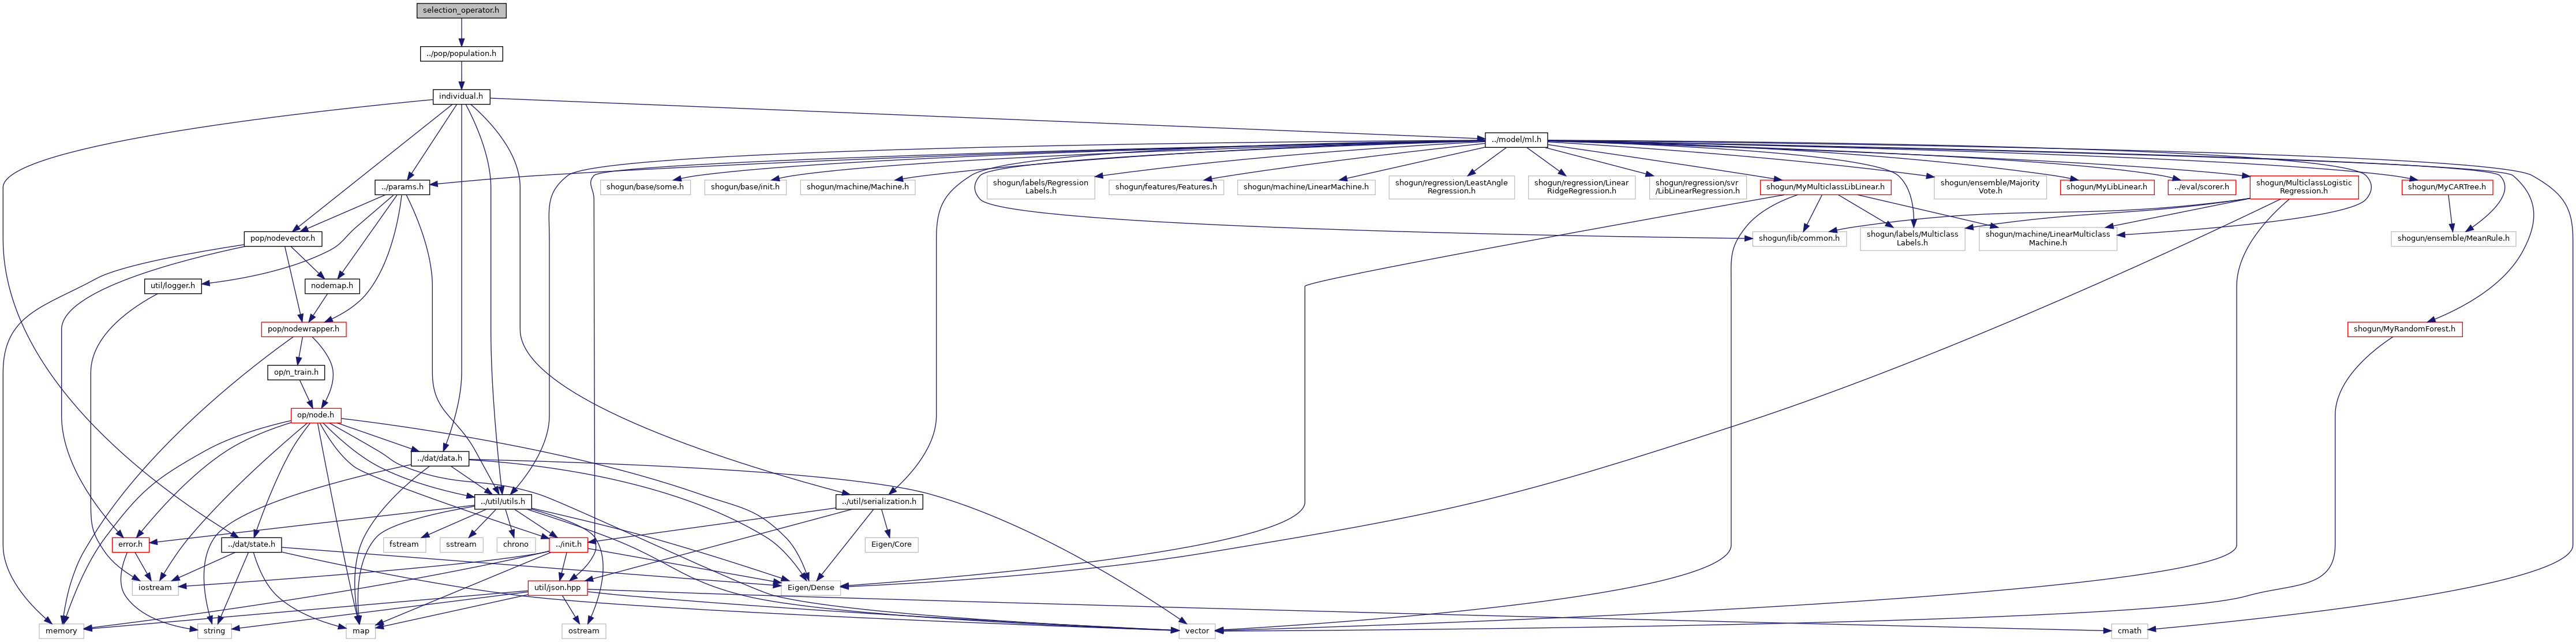 selection_operator.h
../pop/population.h
individual.h
../model/ml.h
../params.h
shogun/base/some.h
shogun/base/init.h
shogun/machine/Machine.h
shogun/labels/Regression
Labels.h
shogun/features/Features.h
shogun/machine/LinearMachine.h
shogun/regression/LeastAngle
Regression.h
shogun/regression/Linear
RidgeRegression.h
shogun/regression/svr
/LibLinearRegression.h
shogun/MyMulticlassLibLinear.h
shogun/ensemble/Majority
Vote.h
shogun/MyLibLinear.h
../eval/scorer.h
shogun/MulticlassLogistic
Regression.h
shogun/MyCARTree.h
pop/nodevector.h
shogun/lib/common.h
shogun/labels/Multiclass
Labels.h
shogun/machine/LinearMulticlass
Machine.h
shogun/ensemble/MeanRule.h
util/logger.h
nodemap.h
pop/nodewrapper.h
shogun/MyRandomForest.h
op/n_train.h
op/node.h
../dat/data.h
../util/utils.h
../util/serialization.h
error.h
../dat/state.h
fstream
sstream
chrono
../init.h
Eigen/Core
iostream
util/json.hpp
Eigen/Dense
memory
string
map
ostream
vector
cmath